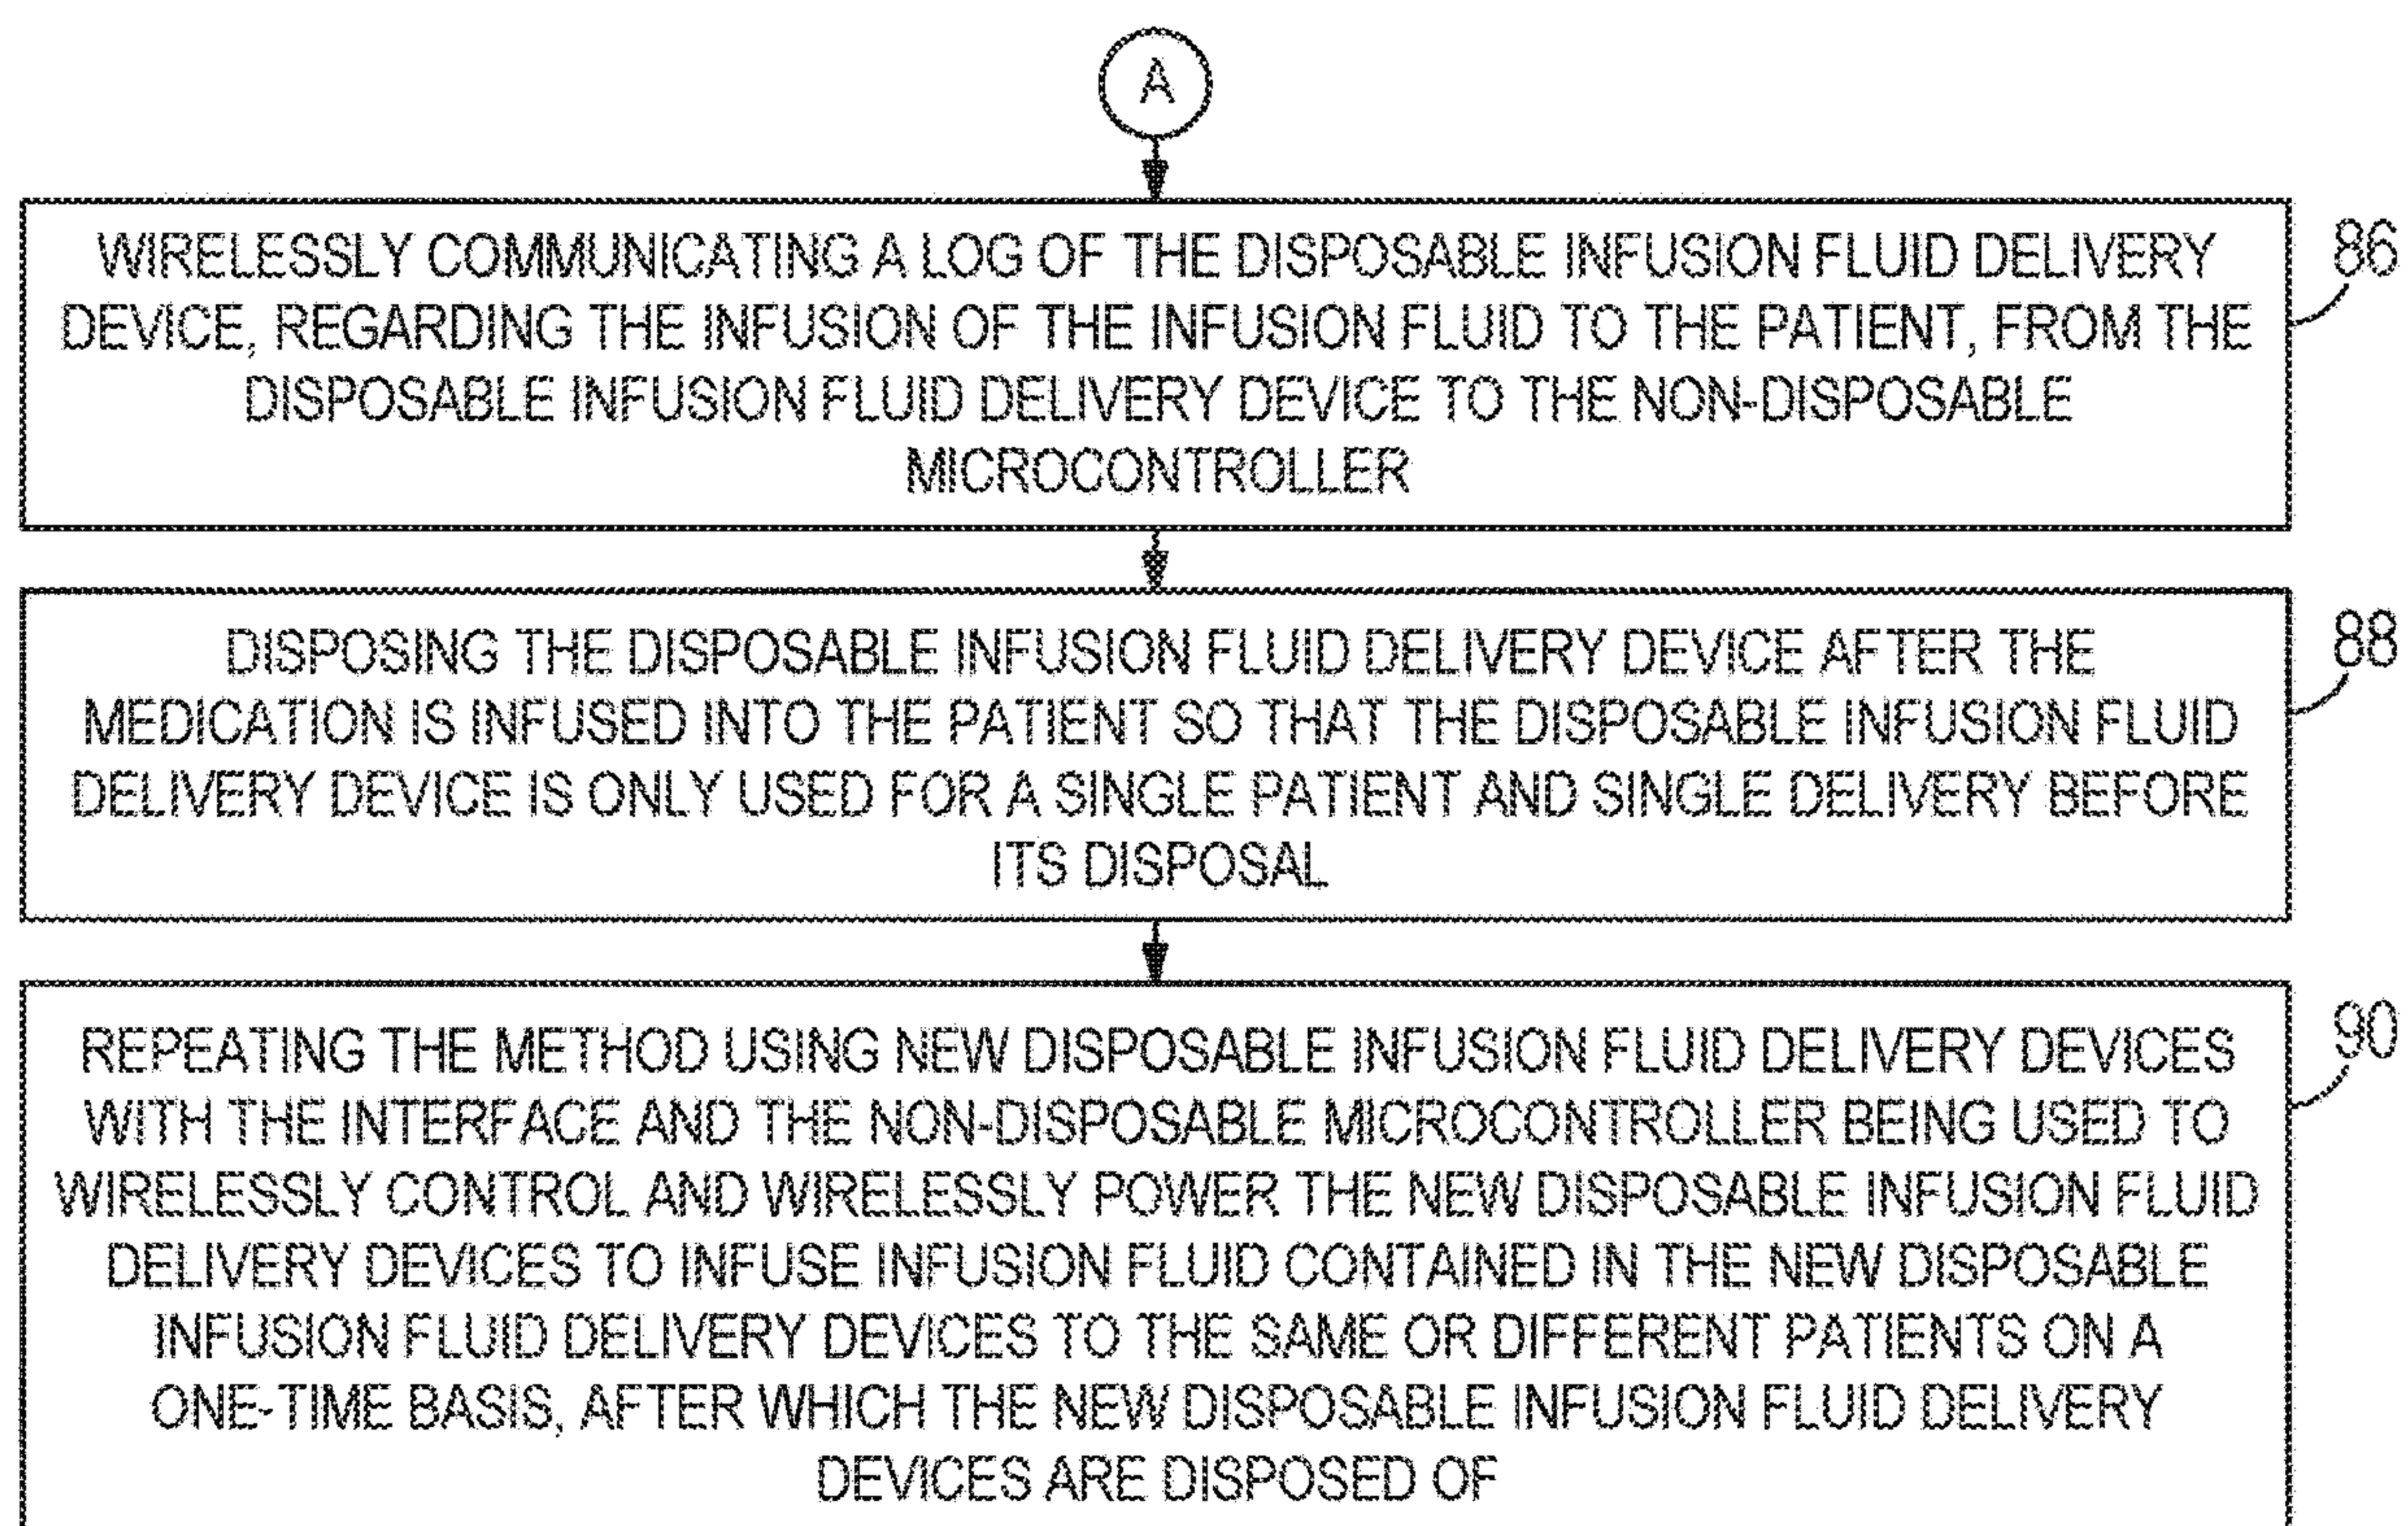 A
WIRELESSLY COMMUNICATING A LOG OF THE DISPOSABLE INFUSION FLUID DELIVERY
DEVICE, REGARDING THE INFUSION OF THE INFUSION FLUID TO THE PATIENT, FROM THE
DISPOSABLE INFUSION FLUID DELIVERY DEVICE TO THE NON-DISPOSABLE
MICROCONTROLLER
86
DISPOSING THE DISPOSABLE INFUSION FLUID DELIVERY DEVICE AFTER THE
MEDICATION IS INFUSED INTO THE PATIENT SO THAT THE DISPOSABLE INFUSION FLUID
DELIVERY DEVICE IS ONLY USED FOR A SINGLE PATIENT AND SINGLE DELIVERY BEFORE
ITS DISPOSAL
88
REPEATING THE METHOD USING NEW DISPOSABLE INFUSION FLUID DELIVERY DEVICES
WITH THE INTERFACE AND THE NON-DISPOSABLE MICROCONTROLLER BEING USED TO
WIRELESSLY CONTROL AND WIRELESSLY POWER THE NEW DISPOSABLE INFUSION FLUID
DELIVERY DEVICES TO INFUSE INFUSION FLUID CONTAINED IN THE NEW DISPOSABLE
INFUSION FLUID DELIVERY DEVICES TO THE SAME OR DIFFERENT PATIENTS ON A
ONE-TIME BASIS, AFTER WHICH THE NEW DISPOSABLE INFUSION FLUID DELIVERY
DEVICES ARE DISPOSED OF
90